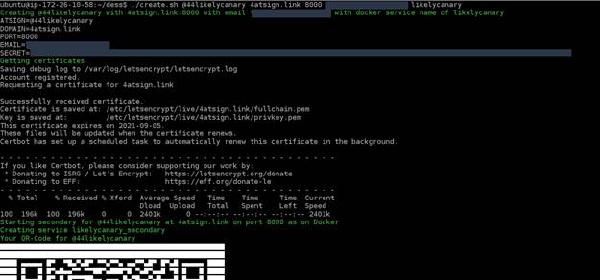 ubuntu@ip-172-26-10-58:~/dess$ ./create.sh @44likelycanary 4atsign.link 8000 likelycanary
Creating @44likelycanary with 4atsign.link:8000 with email with docker service name of likelycanary
ATSIGN=@44likelycanary
DOMAIN=4atsign.link
PORT=8000
EMAIL=
SECRET=
Getting certificates
Saving debug log to /var/log/letsencrypt/letsencrypt.log
Account registered.
Requesting a certificate for 4atsign.link

Successfully received certificate.
Certificate is saved at: /etc/letsencrypt/live/4atsign.link/fullchain.pem
Key is saved at: /etc/letsencrypt/live/4atsign.link/privkey.pem
This certificate expires on 2021-09-05.
These files will be updated when the certificate renews.
Certbot has set up a scheduled task to automatically renew this certificate in the background.

- - - - - - - - - - - - - - - - - - - - - - - - - - - - - - - - - - - - - - - -
If you like Certbot, please consider supporting our work by:
* Donating to ISRG / Let's Encrypt: https://letsencrypt.org/donate
* Donating to EFF: https://eff.org/donate-le
- - - - - - - - - - - - - - - - - - - - - - - - - - - - - - - - - - - - - - - -
% Total % Received % Xferd Average Speed Time Time Time Current
Dload Upload Total Spent Left Speed
100 196k 100 196k 0 0 2401k 0 --:--:-- --:--:-- --:--:-- 2401k
Starting secondary for @44likelycanary at 4atsign.link on port 8000 as on Docker
Creating service likelycanary_secondary
Your QR-Code for @44likelycanary